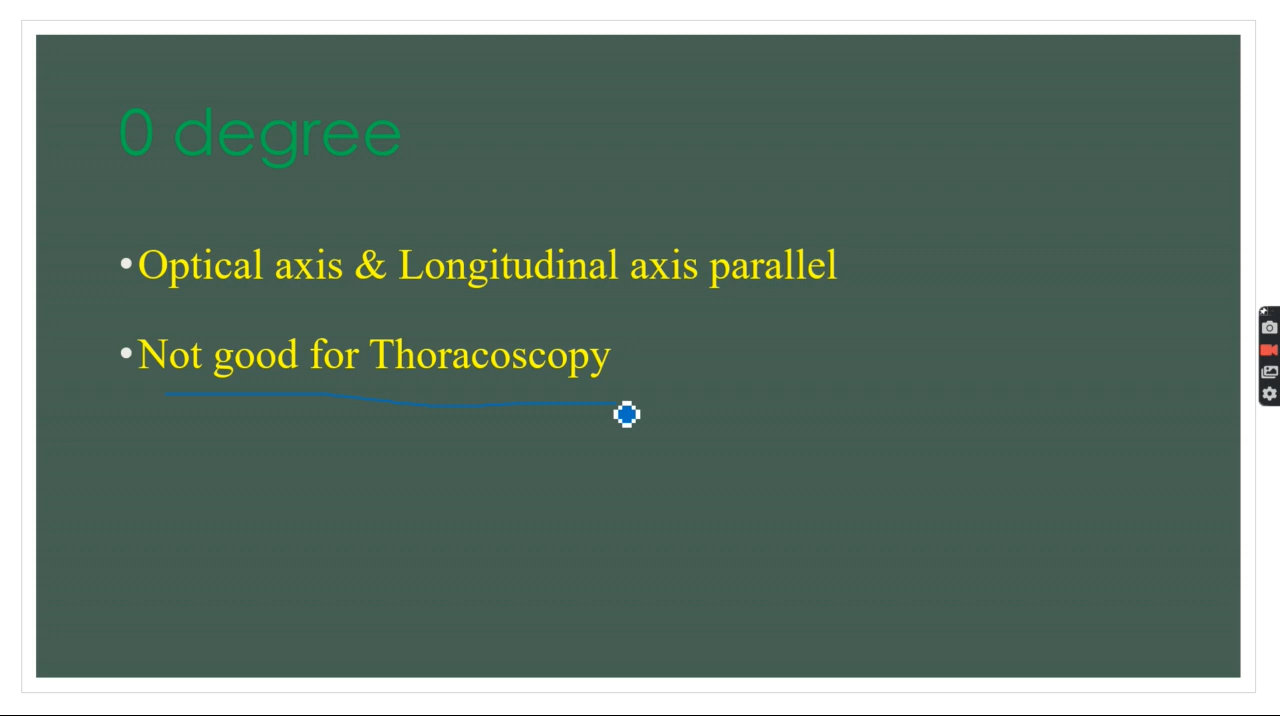 0 degree
•Optical axis & Longitudinal axis parallel
•Not good for Thoracoscopy